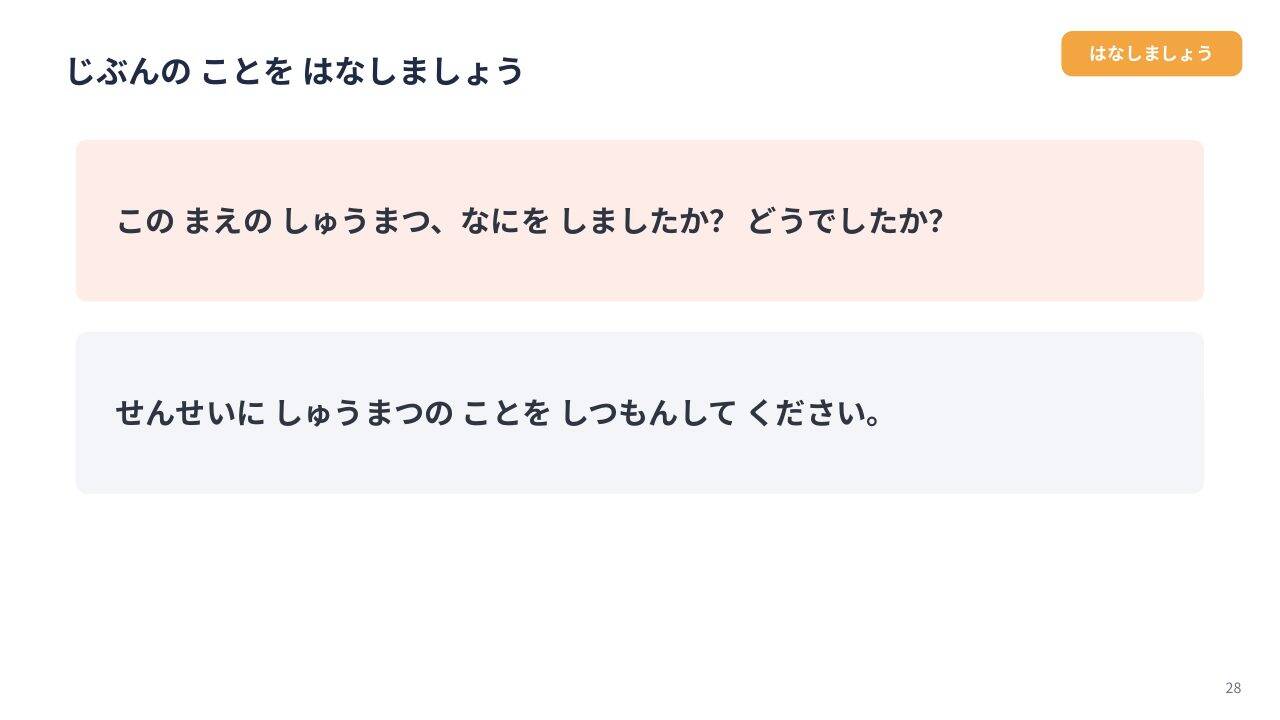 じぶんの ことを はなしましょう
はなしましょう
この まえの しゅうまつ、なにを しましたか? どうでしたか?
せんせいに しゅうまつの ことを しつもんして ください。
28